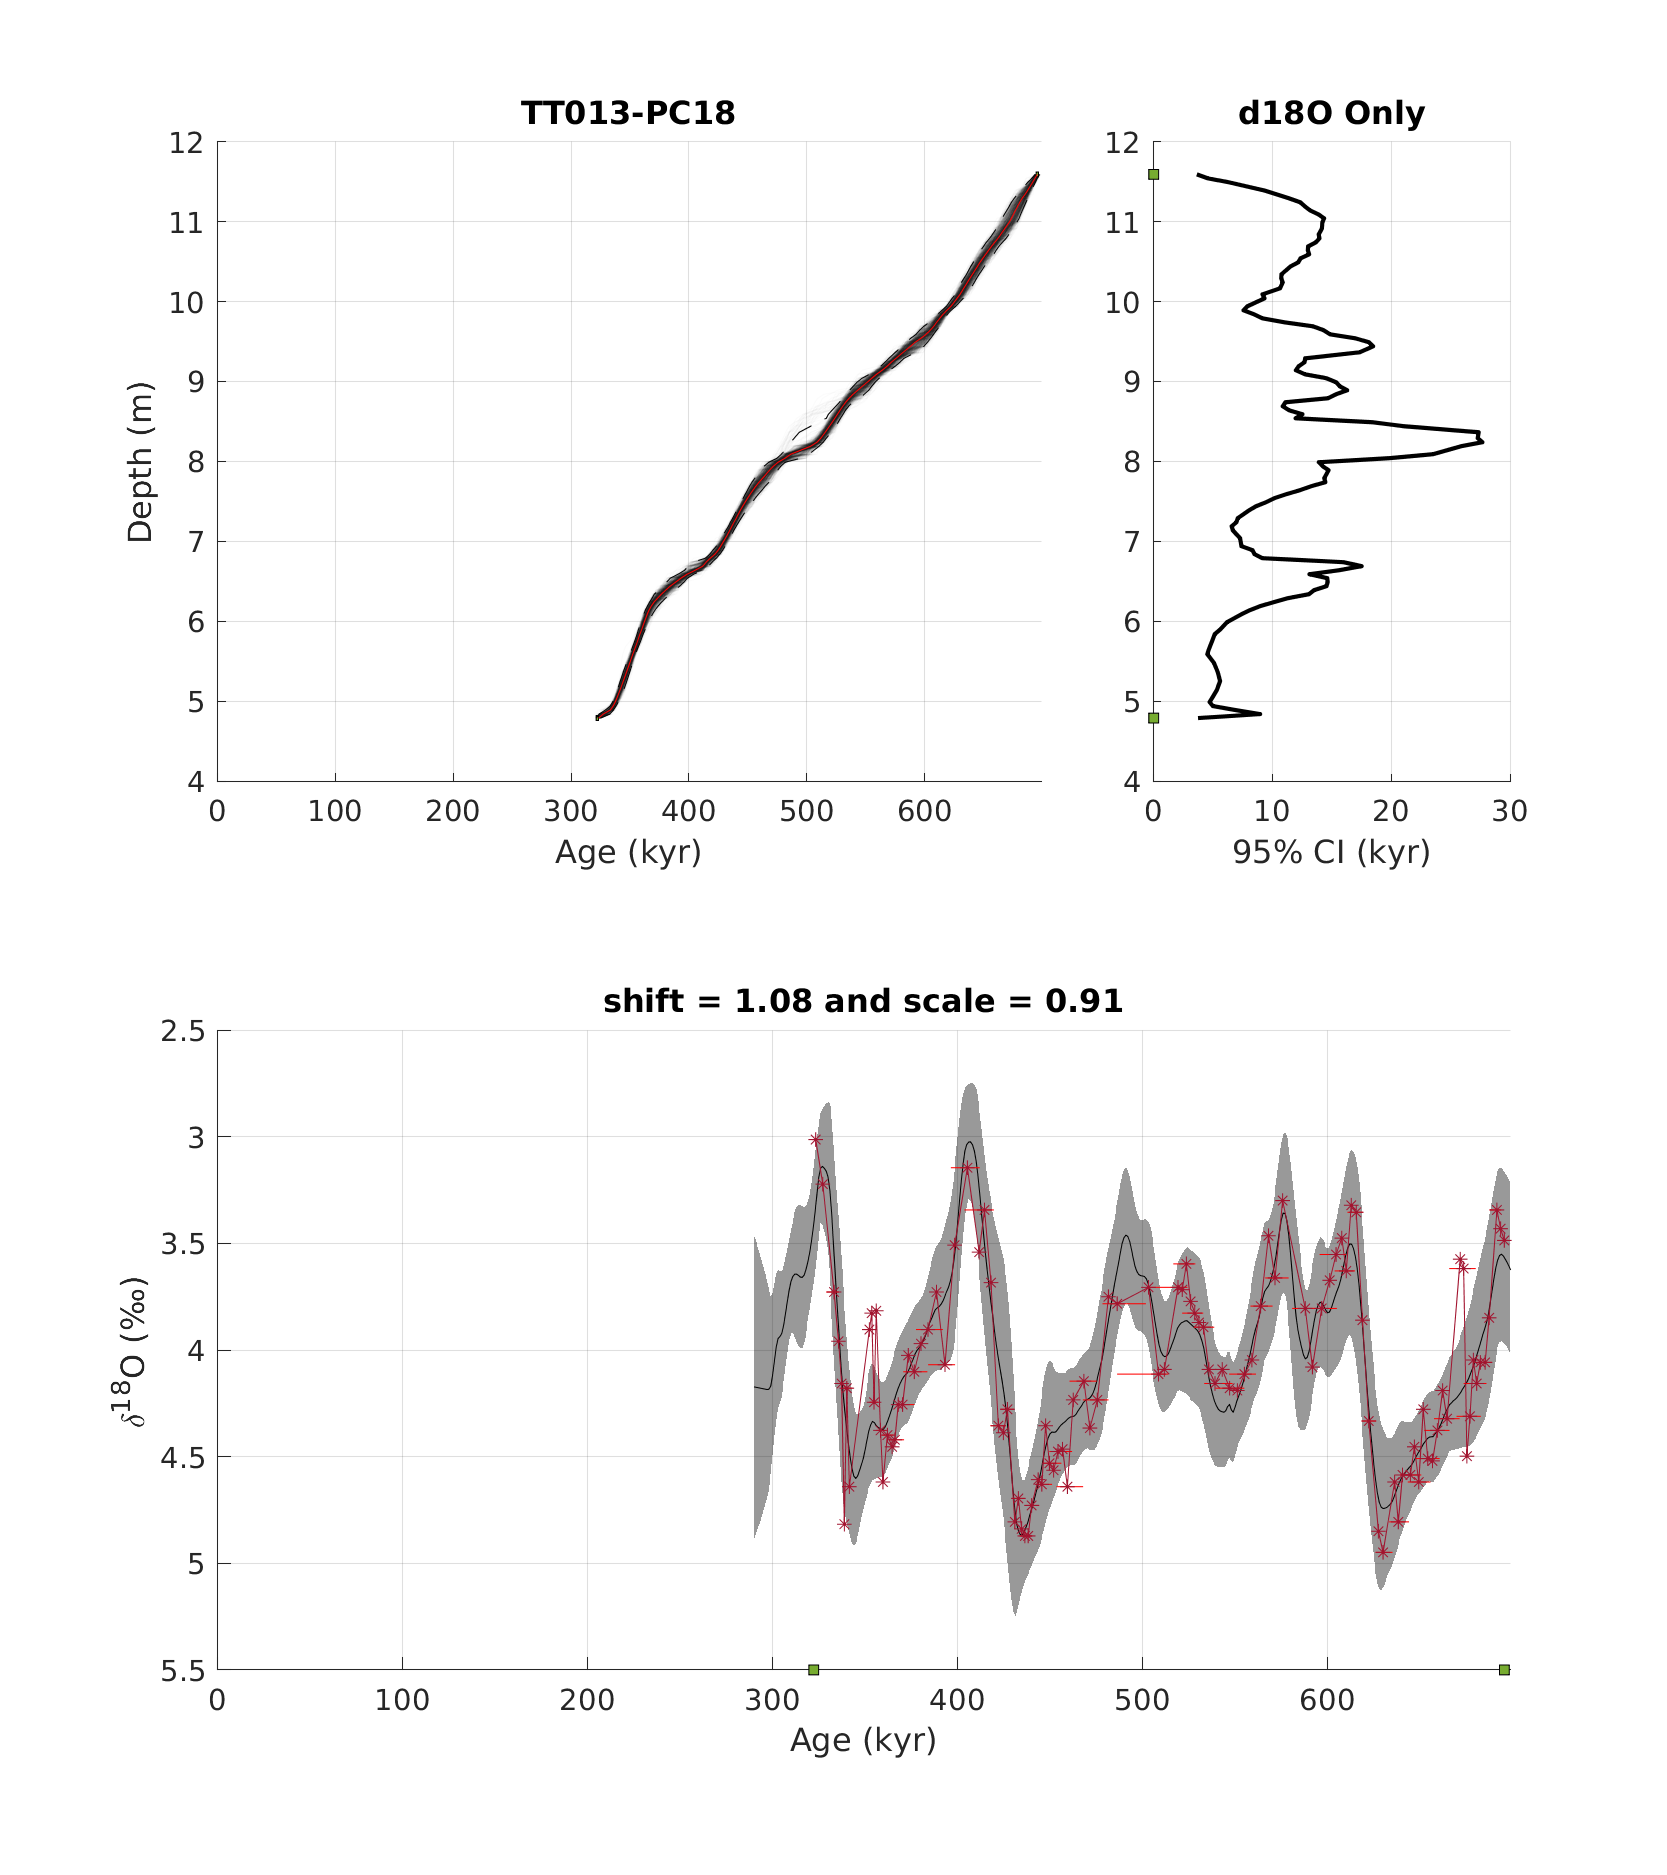 TT013-PC18
d18O Only
12
11
10
9
8
7
6
5
4
Depth (m)
0 100 200 300 400 500 600
Age (kyr)
12
11
10
9
8
7
6
5
4
0 10 20 30
95% CI (kyr)
shift = 1.08 and scale = 0.91
2.5
3
3.5
4
4.5
5
5.5
δ¹⁸O (‰)
0 100 200 300 400 500 600
Age (kyr)